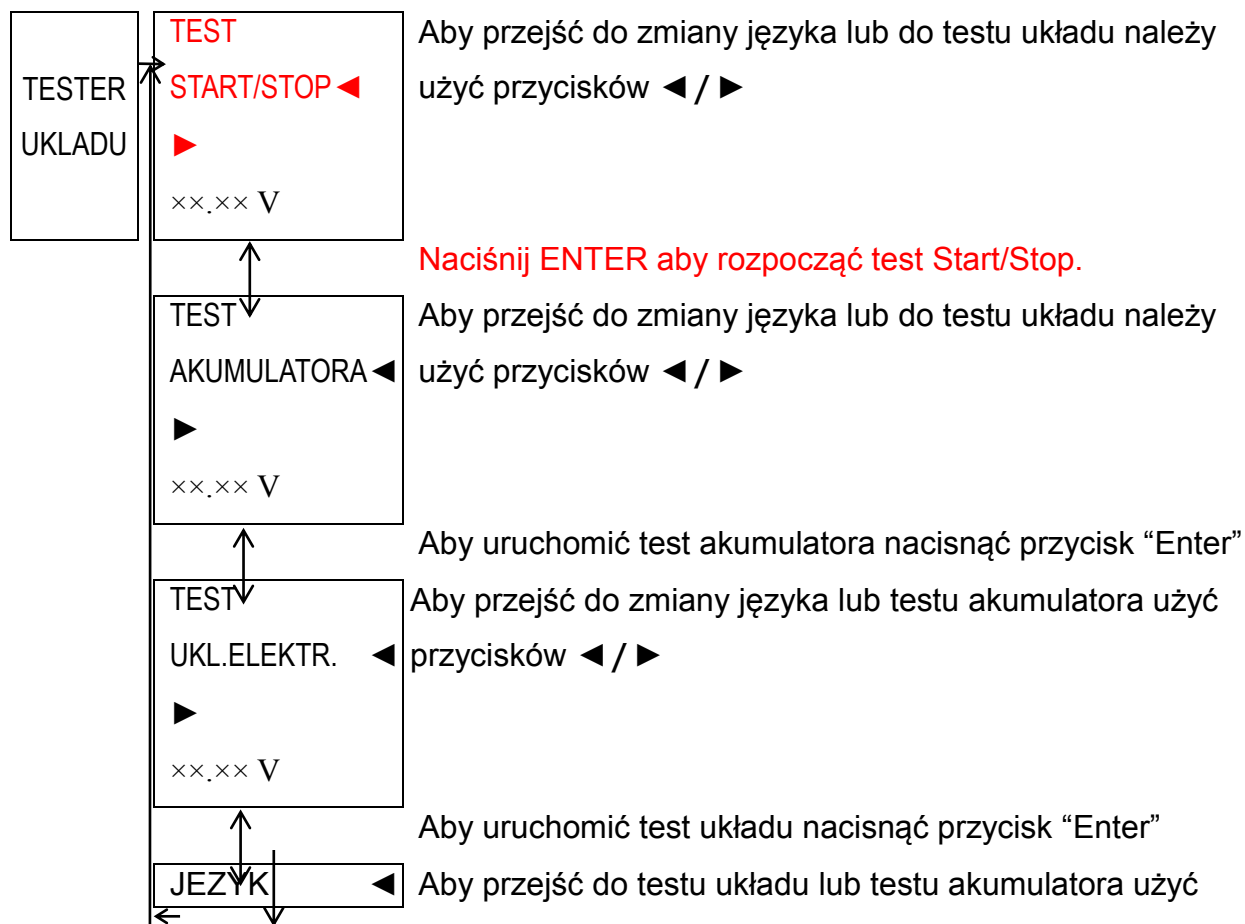 TESTER
UKLADU
TEST
START/STOP ◄
►
××.×× V
Aby przejść do zmiany języka lub do testu układu należy
użyć przycisków ◄ / ►
Naciśnij ENTER aby rozpocząć test Start/Stop.
TEST
AKUMULATORA ◄
►
××.×× V
Aby przejść do zmiany języka lub do testu układu należy
użyć przycisków ◄ / ►
Aby uruchomić test akumulatora nacisnąć przycisk “Enter”
TEST
UKL.ELEKTR. ◄
►
××.×× V
Aby przejść do zmiany języka lub testu akumulatora użyć
przycisków ◄ / ►
Aby uruchomić test układu nacisnąć przycisk “Enter”
JEZYK ◄
Aby przejść do testu układu lub testu akumulatora użyć